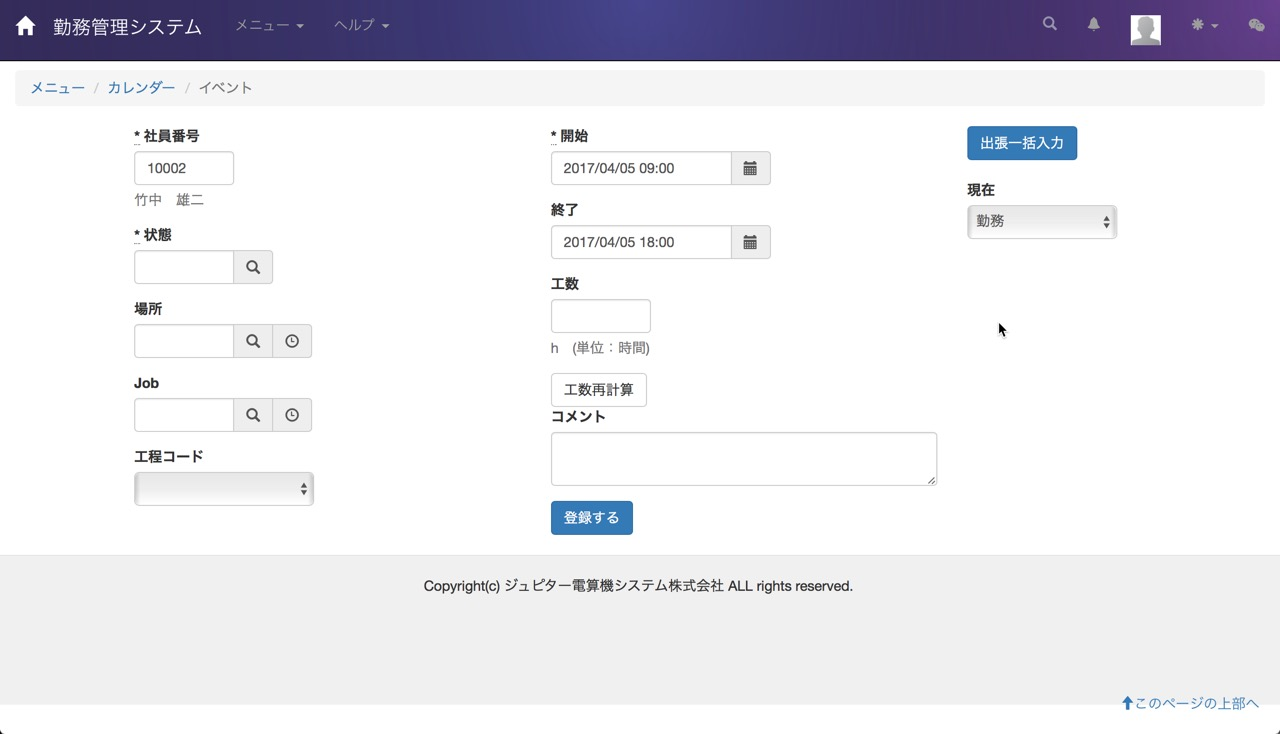 勤務管理システム メニュー ヘルプ
メニュー / カレンダー / イベント
* 社員番号
10002
竹中　雄二
* 状態
場所
Job
工程コード
* 開始
2017/04/05 09:00
終了
2017/04/05 18:00
工数
h　(単位：時間)
工数再計算
コメント
登録する
出張一括入力
現在
勤務
Copyright(c) ジュピター電算機システム株式会社 ALL rights reserved.
このページの上部へ